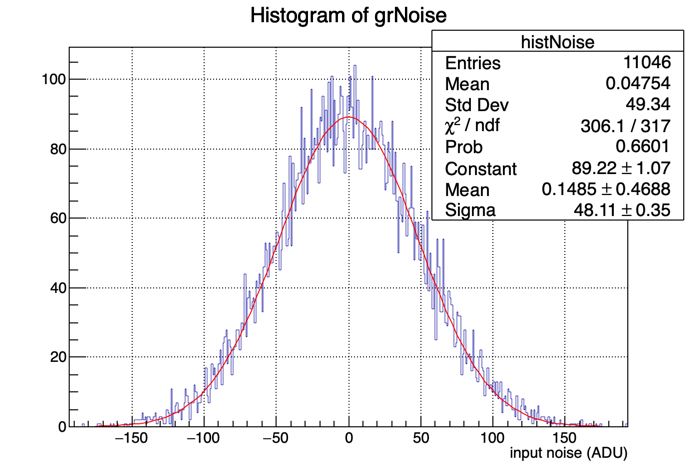 Histogram of grNoise
histNoise
Entries 11046
Mean 0.04754
Std Dev 49.34
χ² / ndf 306.1 / 317
Prob 0.6601
Constant 89.22 ± 1.07
Mean 0.1485 ± 0.4688
Sigma 48.11 ± 0.35
100
80
60
40
20
0
−150 −100 −50 0 50 100 150
input noise (ADU)